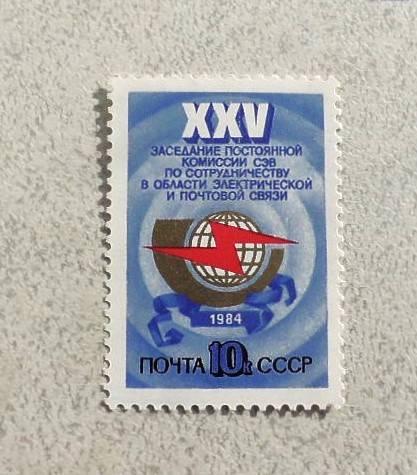 XXV
ЗАСЕДАНИЕ ПОСТОЯННОЙ
КОМИССИИ СЭВ
ПО СОТРУДНИЧЕСТВУ
В ОБЛАСТИ ЭЛЕКТРИЧЕСКОЙ
И ПОЧТОВОЙ СВЯЗИ
1984
ПОЧТА 10к СССР